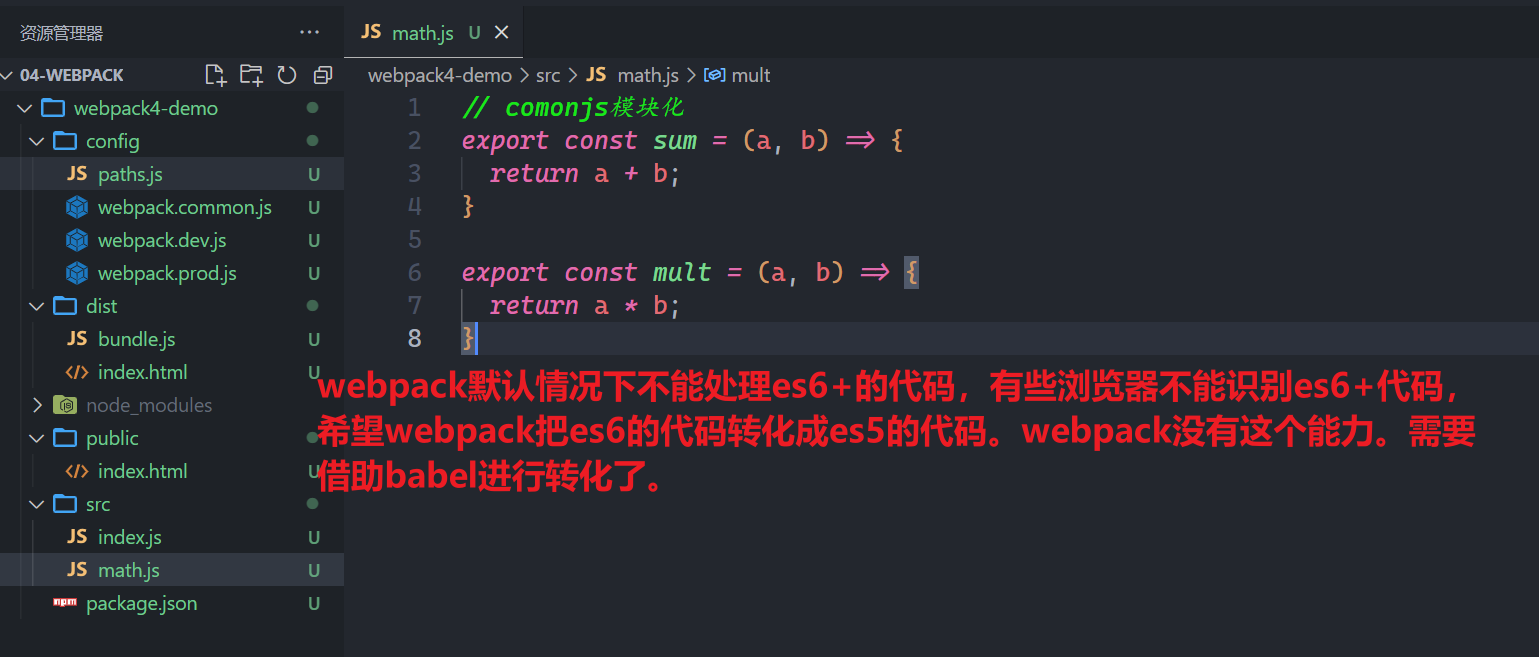 资源管理器 ...
04-WEBPACK
webpack4-demo
config
JS paths.js U
webpack.common.js U
webpack.dev.js U
webpack.prod.js U
dist
JS bundle.js U
</> index.html U
node_modules
public
</> index.html U
src
JS index.js U
JS math.js U
npm package.json U
JS math.js U
webpack4-demo > src > JS math.js > mult
1 // comonjs模块化
2 export const sum = (a, b) => {
3 return a + b;
4 }
5
6 export const mult = (a, b) => {
7 return a * b;
8 }
webpack默认情况下不能处理es6+的代码，有些浏览器不能识别es6+代码，
希望webpack把es6的代码转化成es5的代码。webpack没有这个能力。需要
借助babel进行转化了。